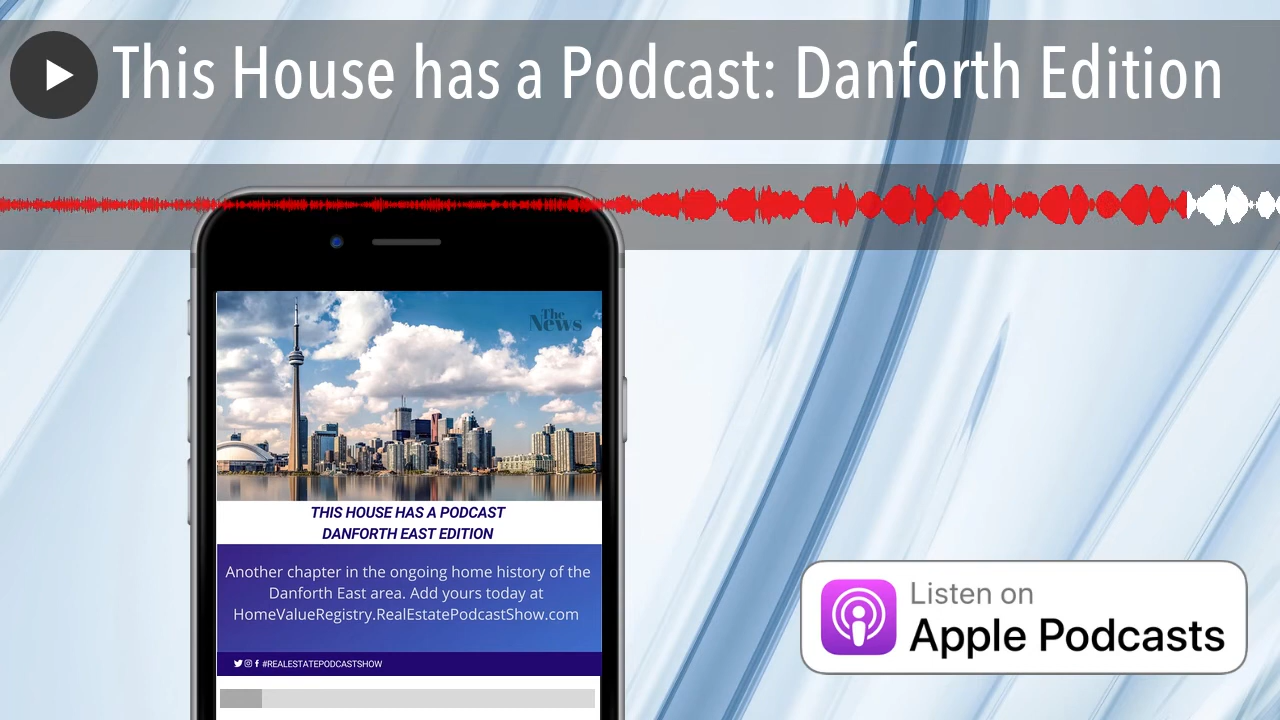 This House has a Podcast: Danforth Edition
The
News
THIS HOUSE HAS A PODCAST
DANFORTH EAST EDITION
Another chapter in the ongoing home history of the
Danforth East area. Add yours today at
HomeValueRegistry.RealEstatePodcastShow.com
#REALESTATEPODCASTSHOW
Listen on
Apple Podcasts